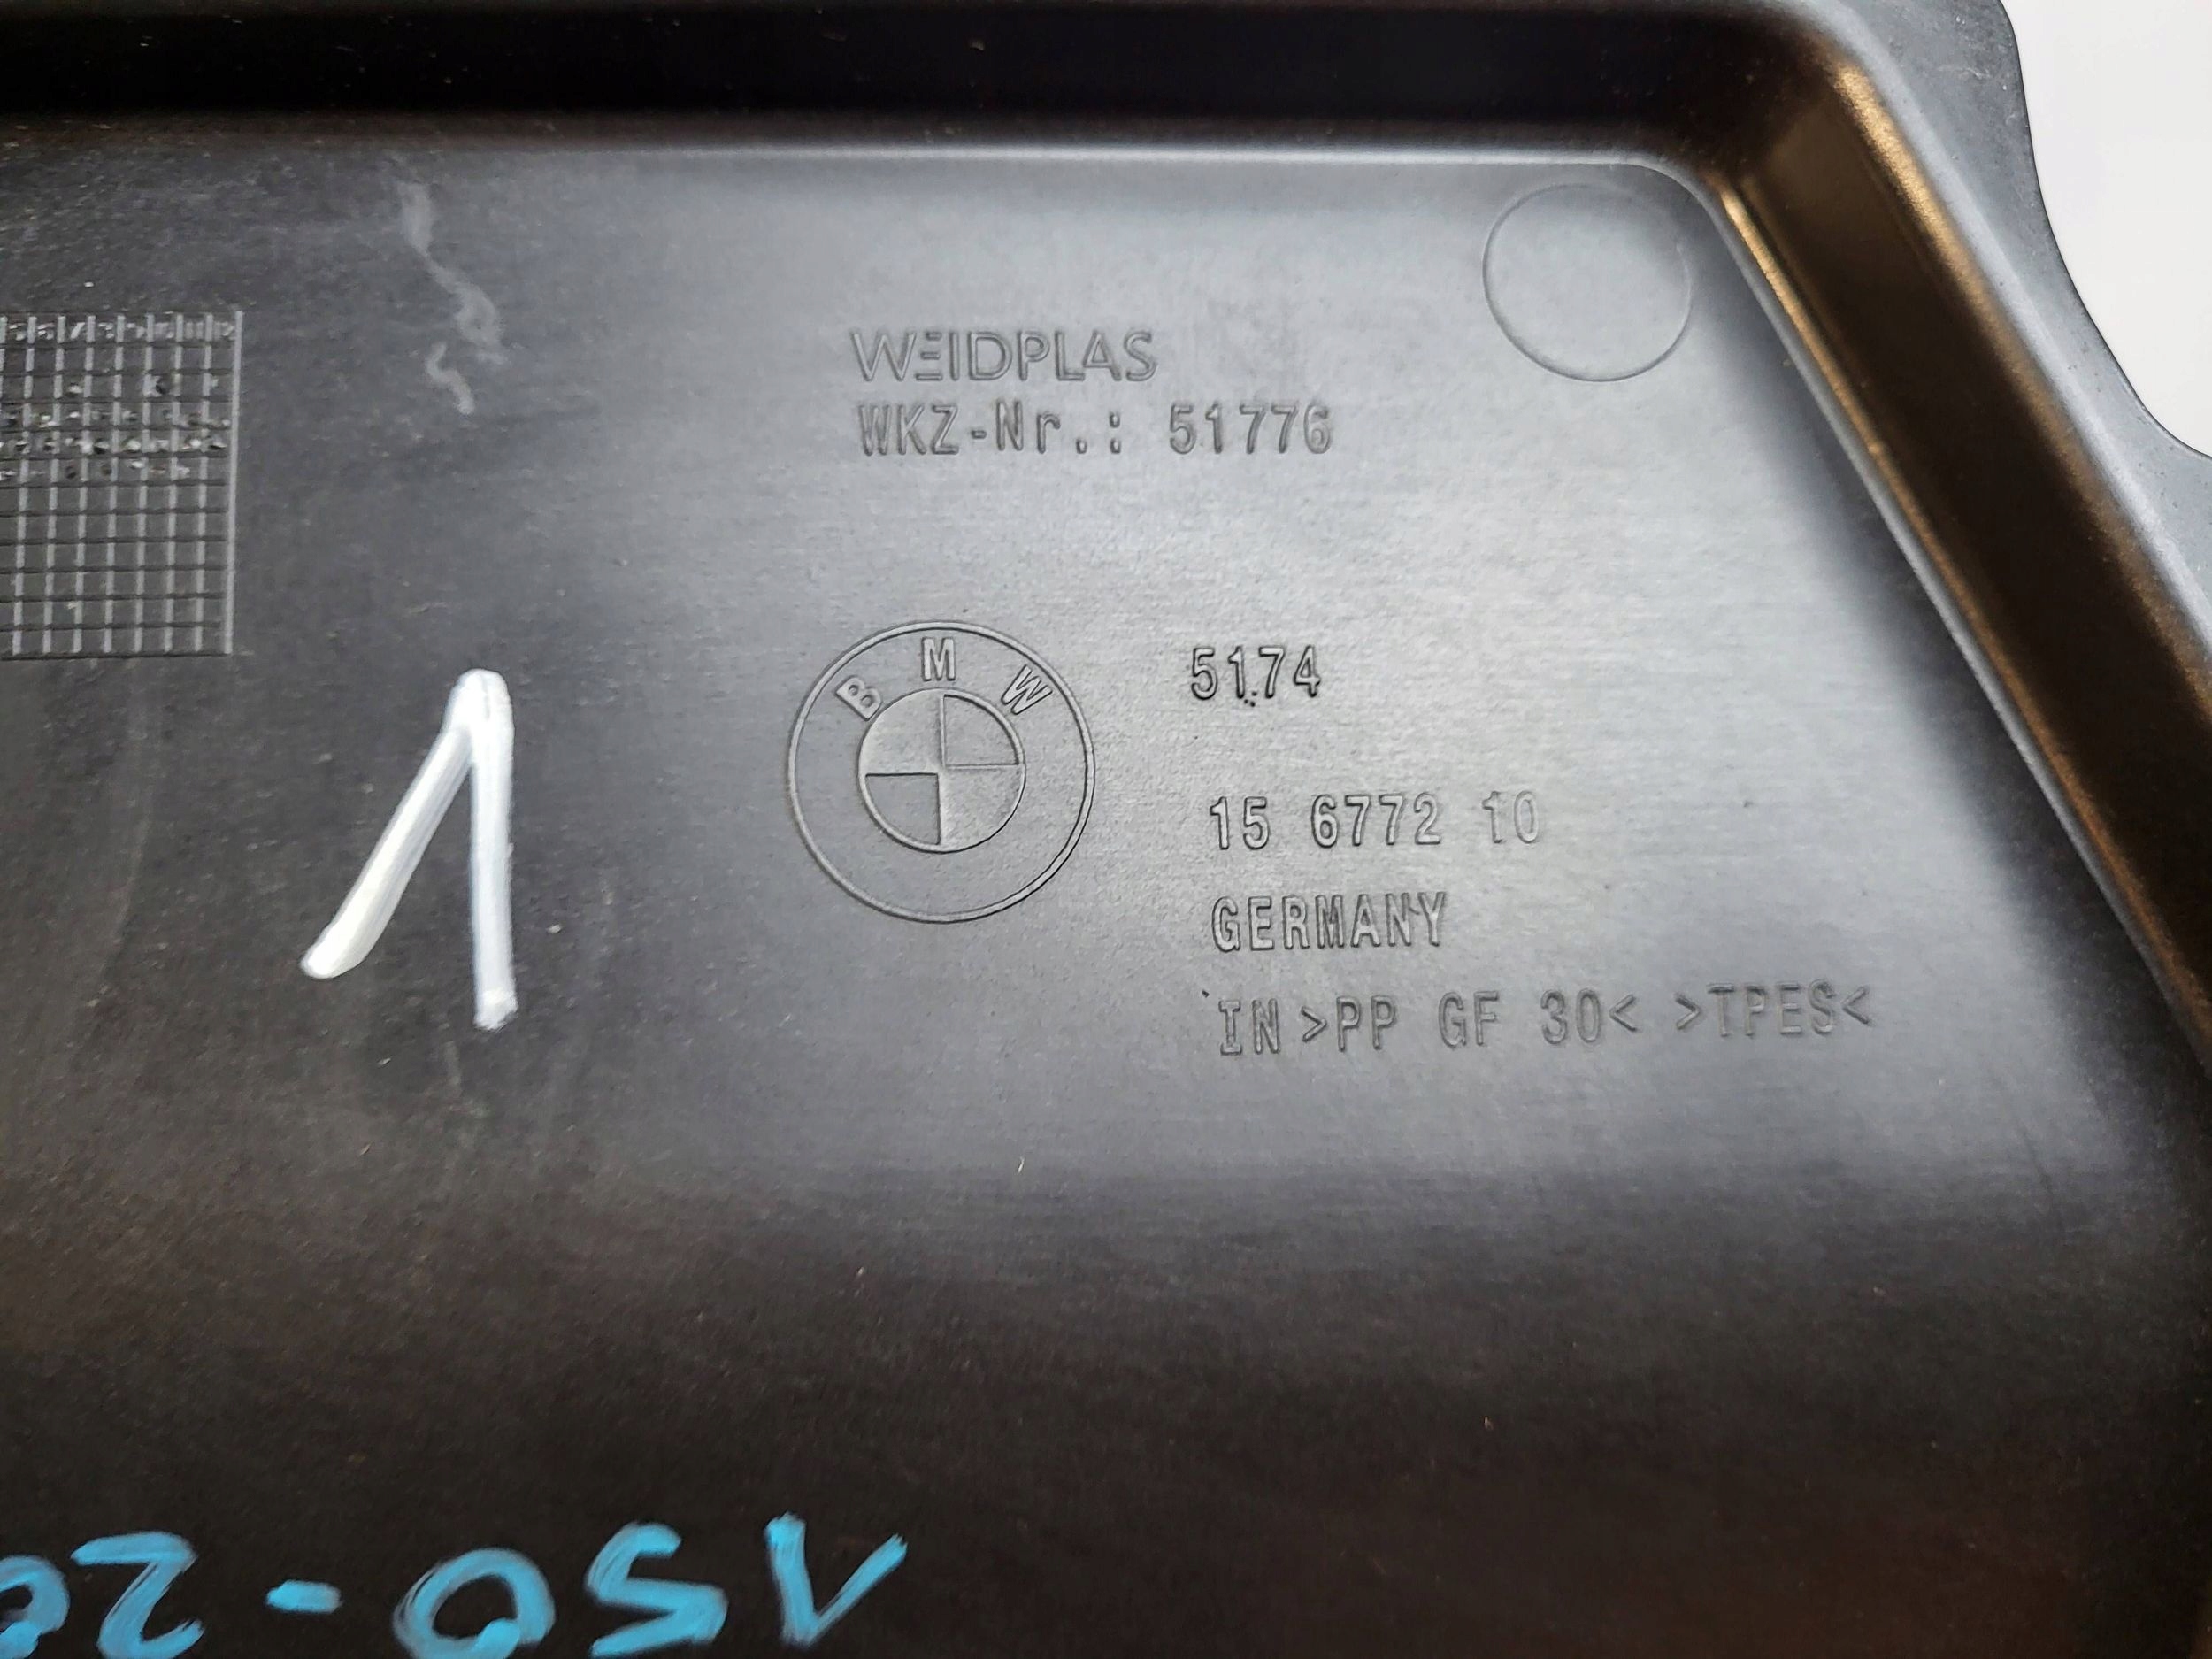 WEIDPLAS
WKZ-Nr.: 51776
BMW
5174
15 6772 10
GERMANY
IN >PP GF 30< >TPES<
1